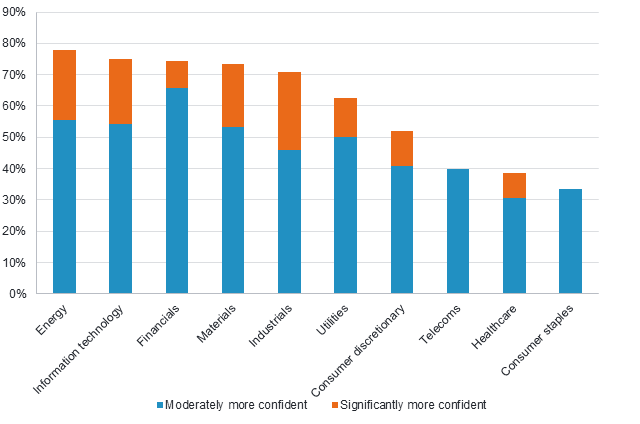 90%
80%
70%
60%
50%
40%
30%
20%
10%
0%
Energy
Information technology
Financials
Materials
Industrials
Utilities
Consumer discretionary
Telecoms
Healthcare
Consumer staples
Moderately more confident
Significantly more confident